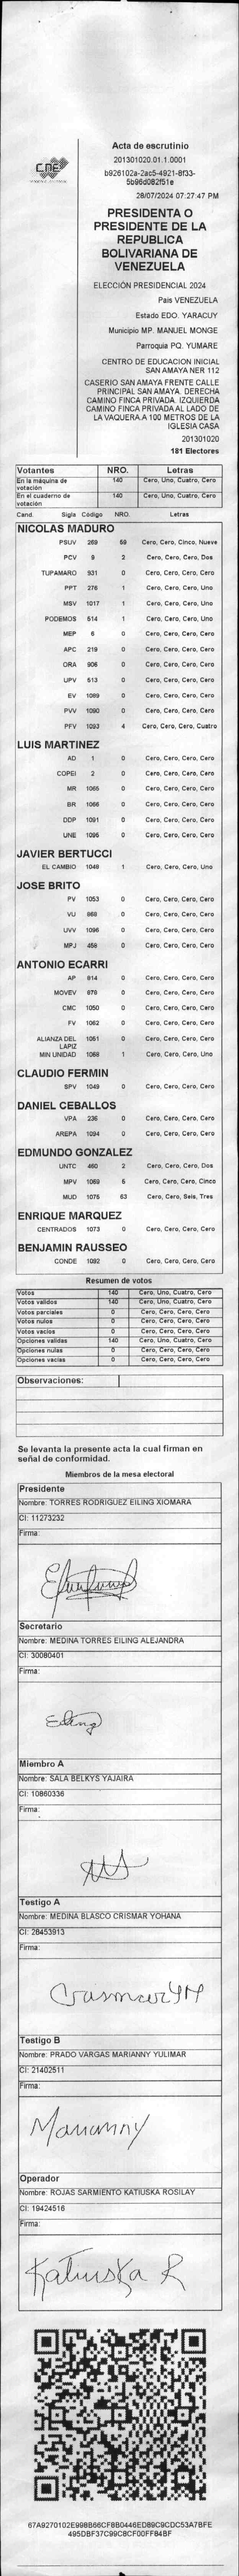 CNE
Acta de escrutinio
201301020.01.1.0001
b926102a-2ac5-4921-8f33-
5b96d082f51e
28/07/2024 07:27:47 PM
PRESIDENTA O
PRESIDENTE DE LA
REPUBLICA
BOLIVARIANA DE
VENEZUELA
ELECCIÓN PRESIDENCIAL 2024
País VENEZUELA
Estado EDO. YARACUY
Municipio MP. MANUEL MONGE
Parroquia PQ. YUMARE
CENTRO DE EDUCACION INICIAL
SAN AMAYA NER 112
CASERIO SAN AMAYA FRENTE CALLE
PRINCIPAL SAN AMAYA. DERECHA
CAMINO FINCA PRIVADA. IZQUIERDA
CAMINO FINCA PRIVADA AL LADO DE
LA VAQUERA A 100 METROS DE LA
IGLESIA CASA
201301020
181 Electores
Votantes NRO. Letras
En la máquina de votación 140 Cero, Uno, Cuatro, Cero
En el cuaderno de votación 140 Cero, Uno, Cuatro, Cero
Cand. Sigla Código NRO. Letras
NICOLAS MADURO
PSUV 269 59 Cero, Cero, Cinco, Nueve
PCV 9 2 Cero, Cero, Cero, Dos
TUPAMARO 931 0 Cero, Cero, Cero, Cero
PPT 276 1 Cero, Cero, Cero, Uno
MSV 1017 1 Cero, Cero, Cero, Uno
PODEMOS 514 1 Cero, Cero, Cero, Uno
MEP 6 0 Cero, Cero, Cero, Cero
APC 219 0 Cero, Cero, Cero, Cero
ORA 906 0 Cero, Cero, Cero, Cero
UPV 513 0 Cero, Cero, Cero, Cero
EV 1089 0 Cero, Cero, Cero, Cero
PVV 1090 0 Cero, Cero, Cero, Cero
PFV 1093 4 Cero, Cero, Cero, Cuatro
LUIS MARTINEZ
AD 1 0 Cero, Cero, Cero, Cero
COPEI 2 0 Cero, Cero, Cero, Cero
MR 1065 0 Cero, Cero, Cero, Cero
BR 1066 0 Cero, Cero, Cero, Cero
DDP 1091 0 Cero, Cero, Cero, Cero
UNE 1095 0 Cero, Cero, Cero, Cero
JAVIER BERTUCCI
EL CAMBIO 1048 1 Cero, Cero, Cero, Uno
JOSE BRITO
PV 1053 0 Cero, Cero, Cero, Cero
VU 868 0 Cero, Cero, Cero, Cero
UVV 1096 0 Cero, Cero, Cero, Cero
MPJ 458 0 Cero, Cero, Cero, Cero
ANTONIO ECARRI
AP 814 0 Cero, Cero, Cero, Cero
MOVEV 878 0 Cero, Cero, Cero, Cero
CMC 1050 0 Cero, Cero, Cero, Cero
FV 1062 0 Cero, Cero, Cero, Cero
ALIANZA DEL LAPIZ 1051 0 Cero, Cero, Cero, Cero
MIN UNIDAD 1068 1 Cero, Cero, Cero, Uno
CLAUDIO FERMIN
SPV 1049 0 Cero, Cero, Cero, Cero
DANIEL CEBALLOS
VPA 236 0 Cero, Cero, Cero, Cero
AREPA 1094 0 Cero, Cero, Cero, Cero
EDMUNDO GONZALEZ
UNTC 460 2 Cero, Cero, Cero, Dos
MPV 1069 5 Cero, Cero, Cero, Cinco
MUD 1075 63 Cero, Cero, Seis, Tres
ENRIQUE MARQUEZ
CENTRADOS 1073 0 Cero, Cero, Cero, Cero
BENJAMIN RAUSSEO
CONDE 1092 0 Cero, Cero, Cero, Cero
Resumen de votos
Votos 140 Cero, Uno, Cuatro, Cero
Votos validos 140 Cero, Uno, Cuatro, Cero
Votos parciales 0 Cero, Cero, Cero, Cero
Votos nulos 0 Cero, Cero, Cero, Cero
Votos vacios 0 Cero, Cero, Cero, Cero
Opciones validas 140 Cero, Uno, Cuatro, Cero
Opciones nulas 0 Cero, Cero, Cero, Cero
Opciones vacias 0 Cero, Cero, Cero, Cero
Observaciones:
Se levanta la presente acta la cual firman en
señal de conformidad.
Miembros de la mesa electoral
Presidente
Nombre: TORRES RODRIGUEZ EILING XIOMARA
CI: 11273232
Firma:
Secretario
Nombre: MEDINA TORRES EILING ALEJANDRA
CI: 30080401
Firma:
Eiling
Miembro A
Nombre: SALA BELKYS YAJAIRA
CI: 10860336
Firma:
Testigo A
Nombre: MEDINA BLASCO CRISMAR YOHANA
CI: 26453913
Firma:
Crismar YM
Testigo B
Nombre: PRADO VARGAS MARIANNY YULIMAR
CI: 21402511
Firma:
Marianny
Operador
Nombre: ROJAS SARMIENTO KATIUSKA ROSILAY
CI: 19424516
Firma:
Katiuska R
67A9270102E998B66CF8B0446ED89C9CDC53A7BFE
495DBF37C99C8CF00FFB4BF